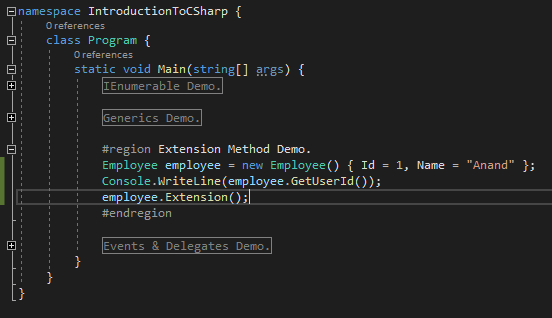 namespace IntroductionToCSharp {
0 references
class Program {
0 references
static void Main(string[] args) {
IEnumerable Demo.
Generics Demo.
#region Extension Method Demo.
Employee employee = new Employee() { Id = 1, Name = "Anand" };
Console.WriteLine(employee.GetUserId());
employee.Extension();
#endregion
Events & Delegates Demo.
}
}
}